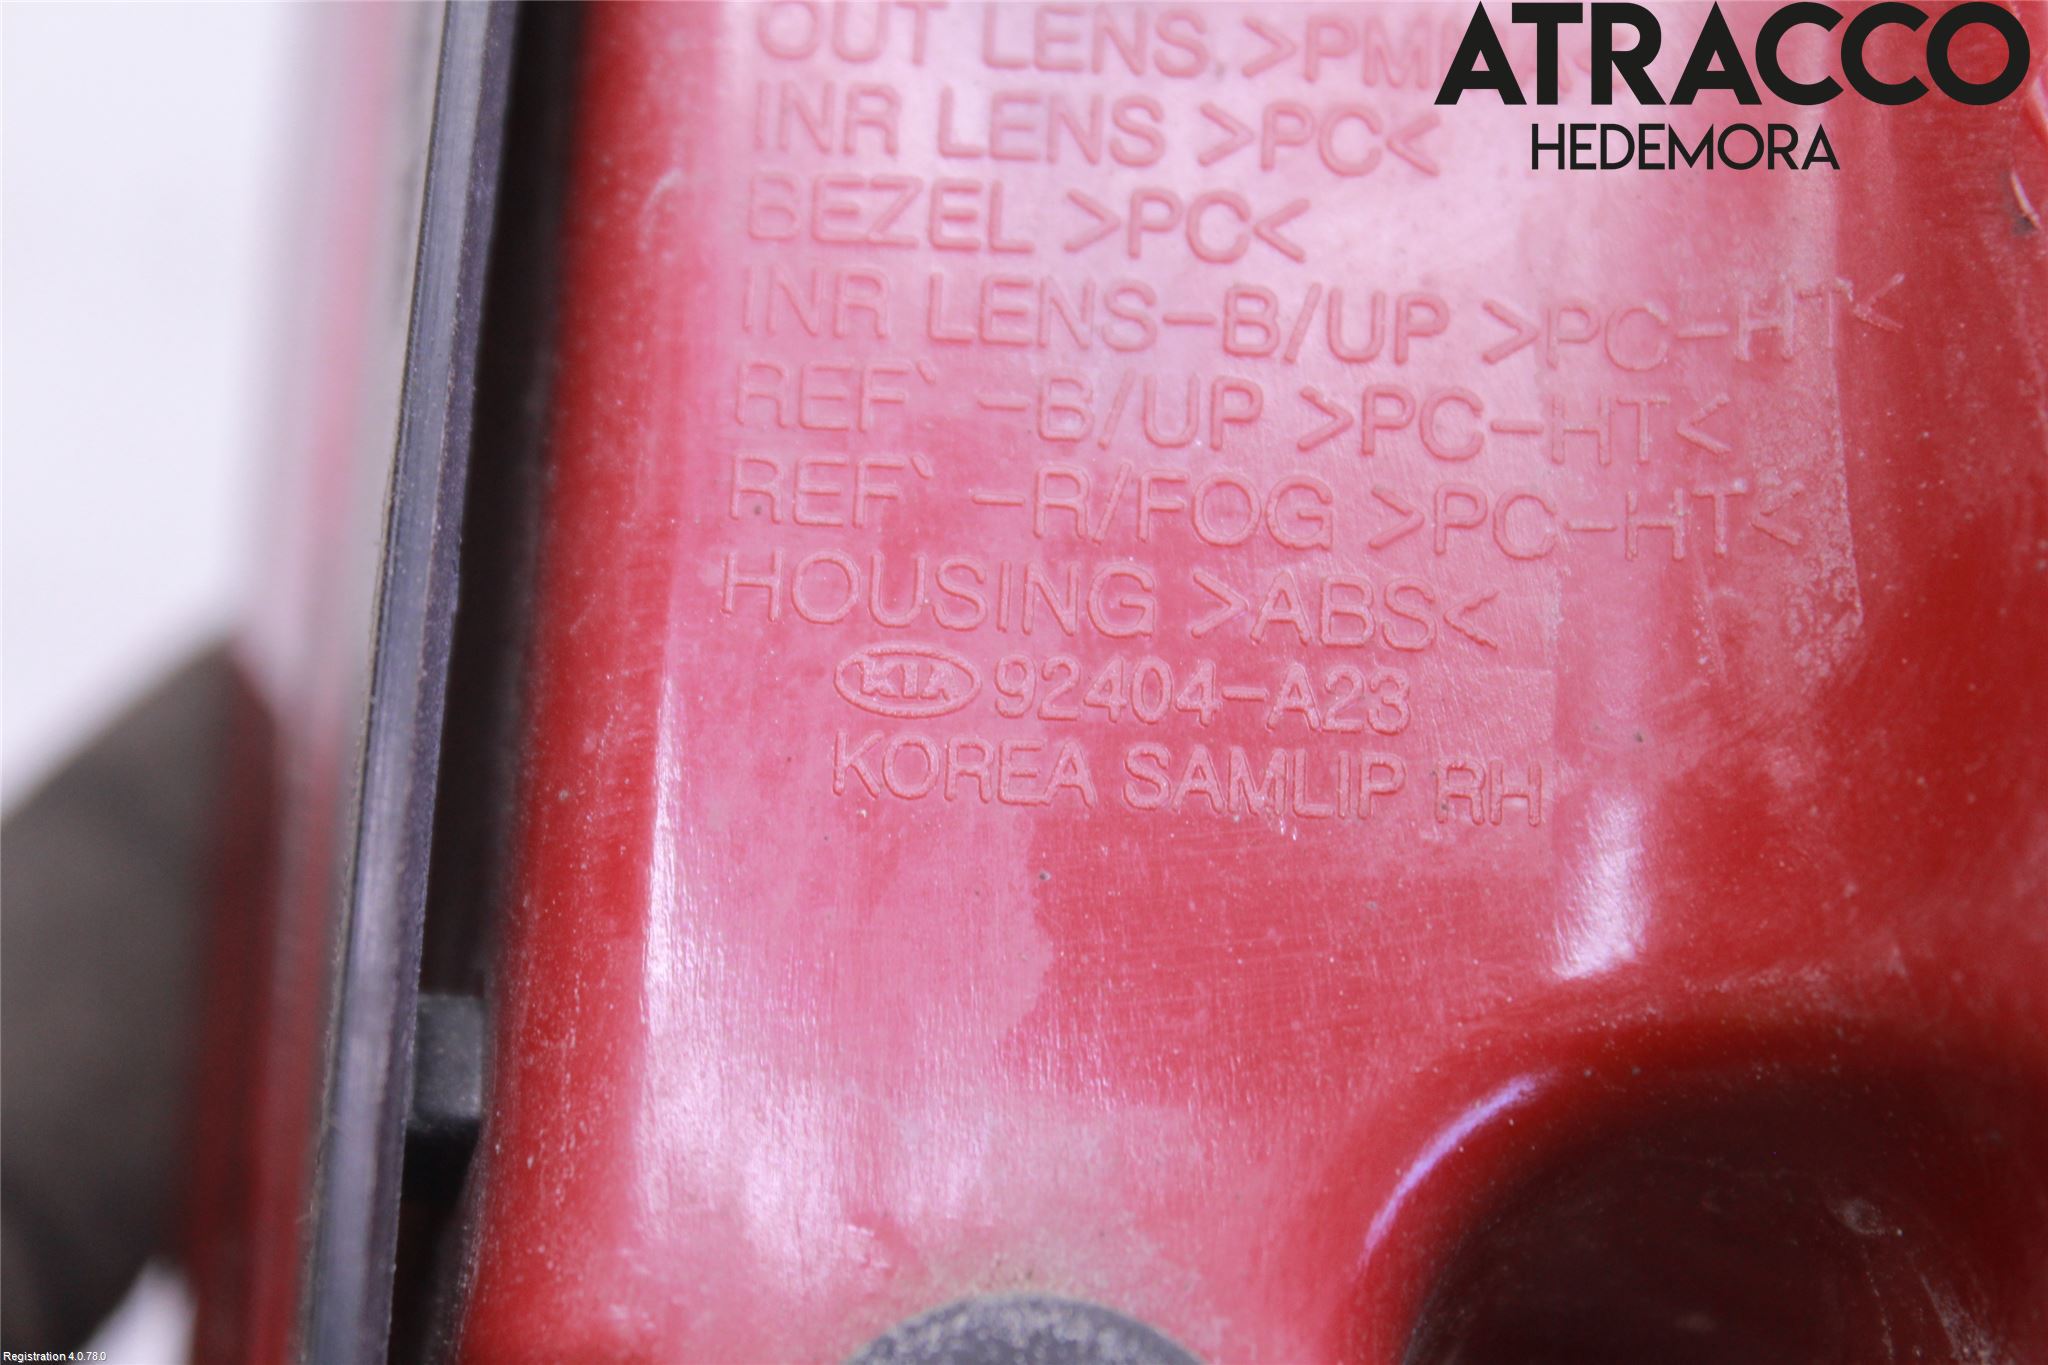 ATRACCO
HEDEMORA
OUT LENS >PM
INR LENS >PC<
BEZEL >PC<
INR LENS-B/UP >PC-HT<
REF` -B/UP >PC-HT<
REF` -R/FOG >PC-HT<
HOUSING >ABS<
KIA 92404-A23
KOREA SAMLIP RH
Registration 4.0.78.0